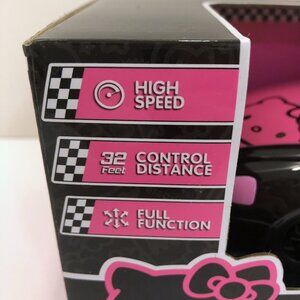 HIGH
SPEED
32 Feet
CONTROL
DISTANCE
FULL
FUNCTION